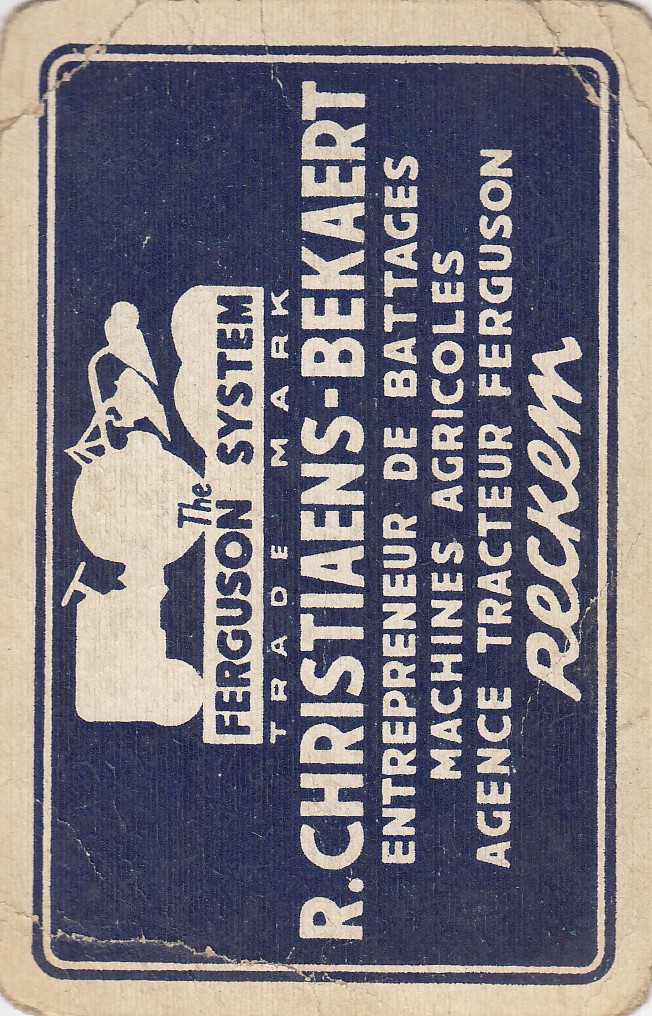 The
FERGUSON SYSTEM
TRADE MARK
R. CHRISTIAENS-BEKAERT
ENTREPRENEUR DE BATTAGES
MACHINES AGRICOLES
AGENCE TRACTEUR FERGUSON
Reckem